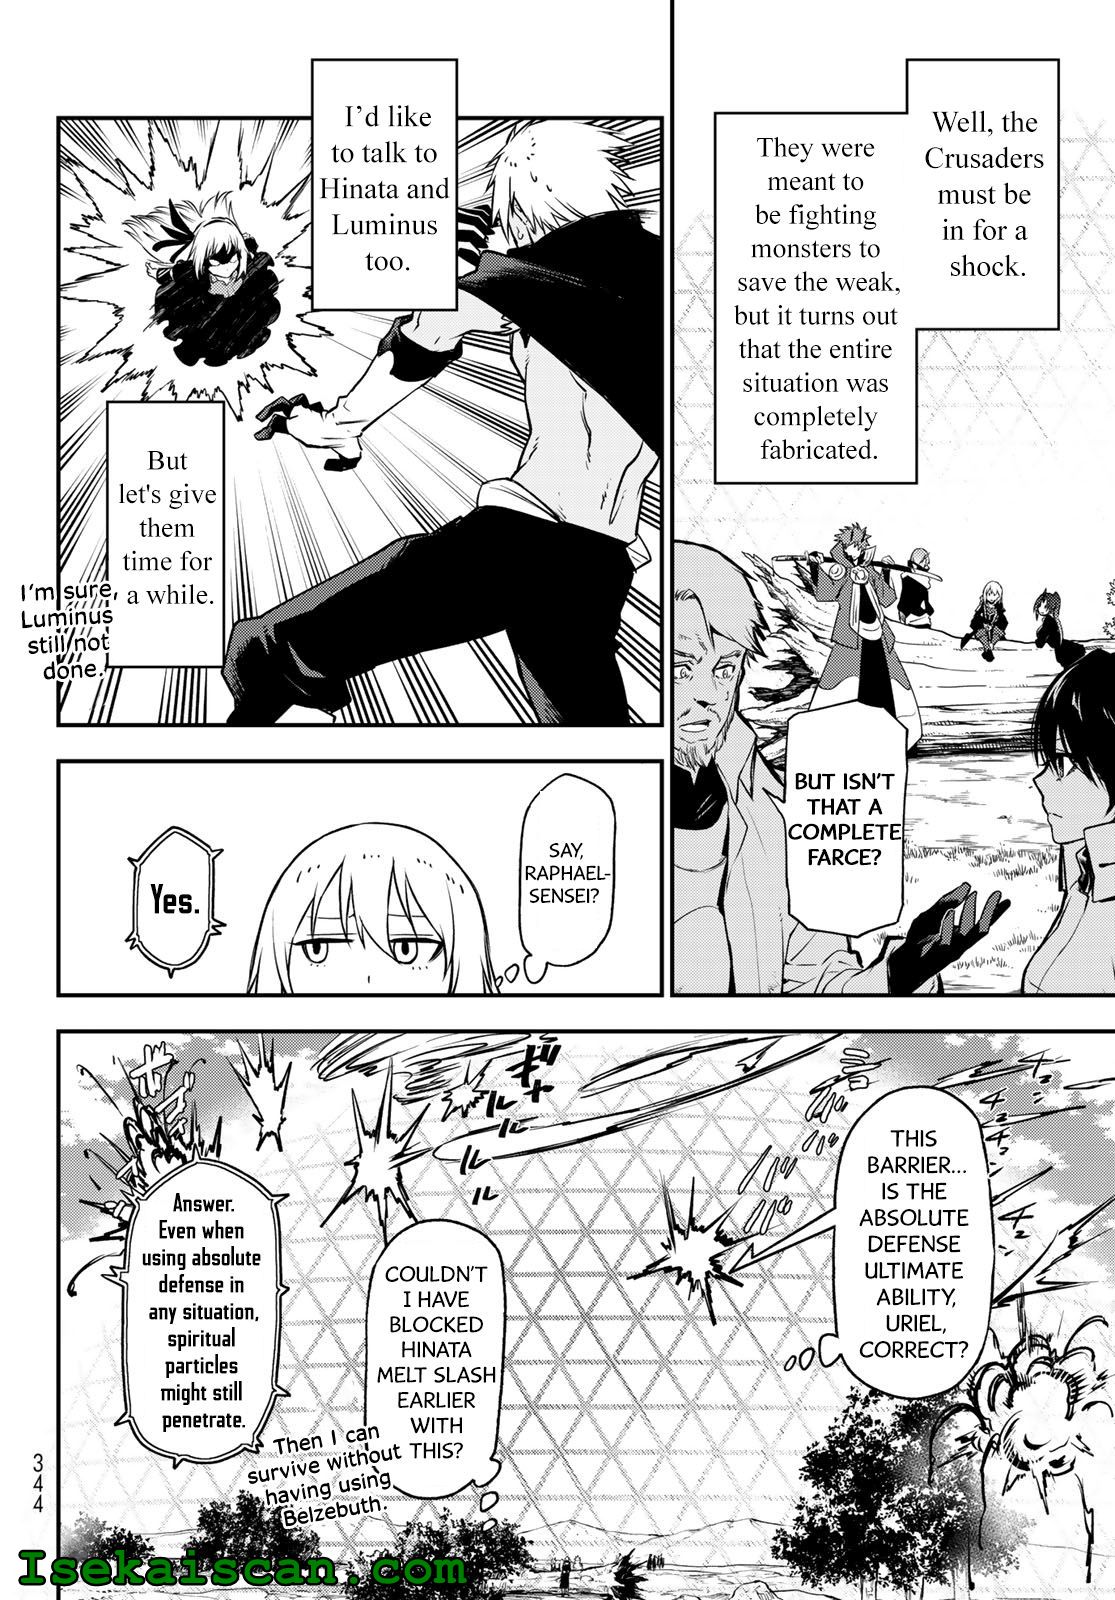 Well, the
Crusaders
must be
in for a
shock.
They were
meant to
be fighting
monsters to
save the weak,
but it turns out
that the entire
situation was
completely
fabricated.
BUT ISN'T
THAT A
COMPLETE
FARCE?
I'd like
to talk to
Hinata and
Luminus
too.
But
let's give
them
time for
a while.
I'm sure,
Luminus
still not
done.
SAY,
RAPHAEL-
SENSEI?
Yes.
THIS
BARRIER...
IS THE
ABSOLUTE
DEFENSE
ULTIMATE
ABILITY,
URIEL,
CORRECT?
COULDN'T
I HAVE
BLOCKED
HINATA
MELT SLASH
EARLIER
WITH
THIS?
Then I can
survive without
having using
Belzebuth.
Answer.
Even when
using absolute
defense in
any situation,
spiritual
particles
might still
penetrate.
344
Isekaiscan.com